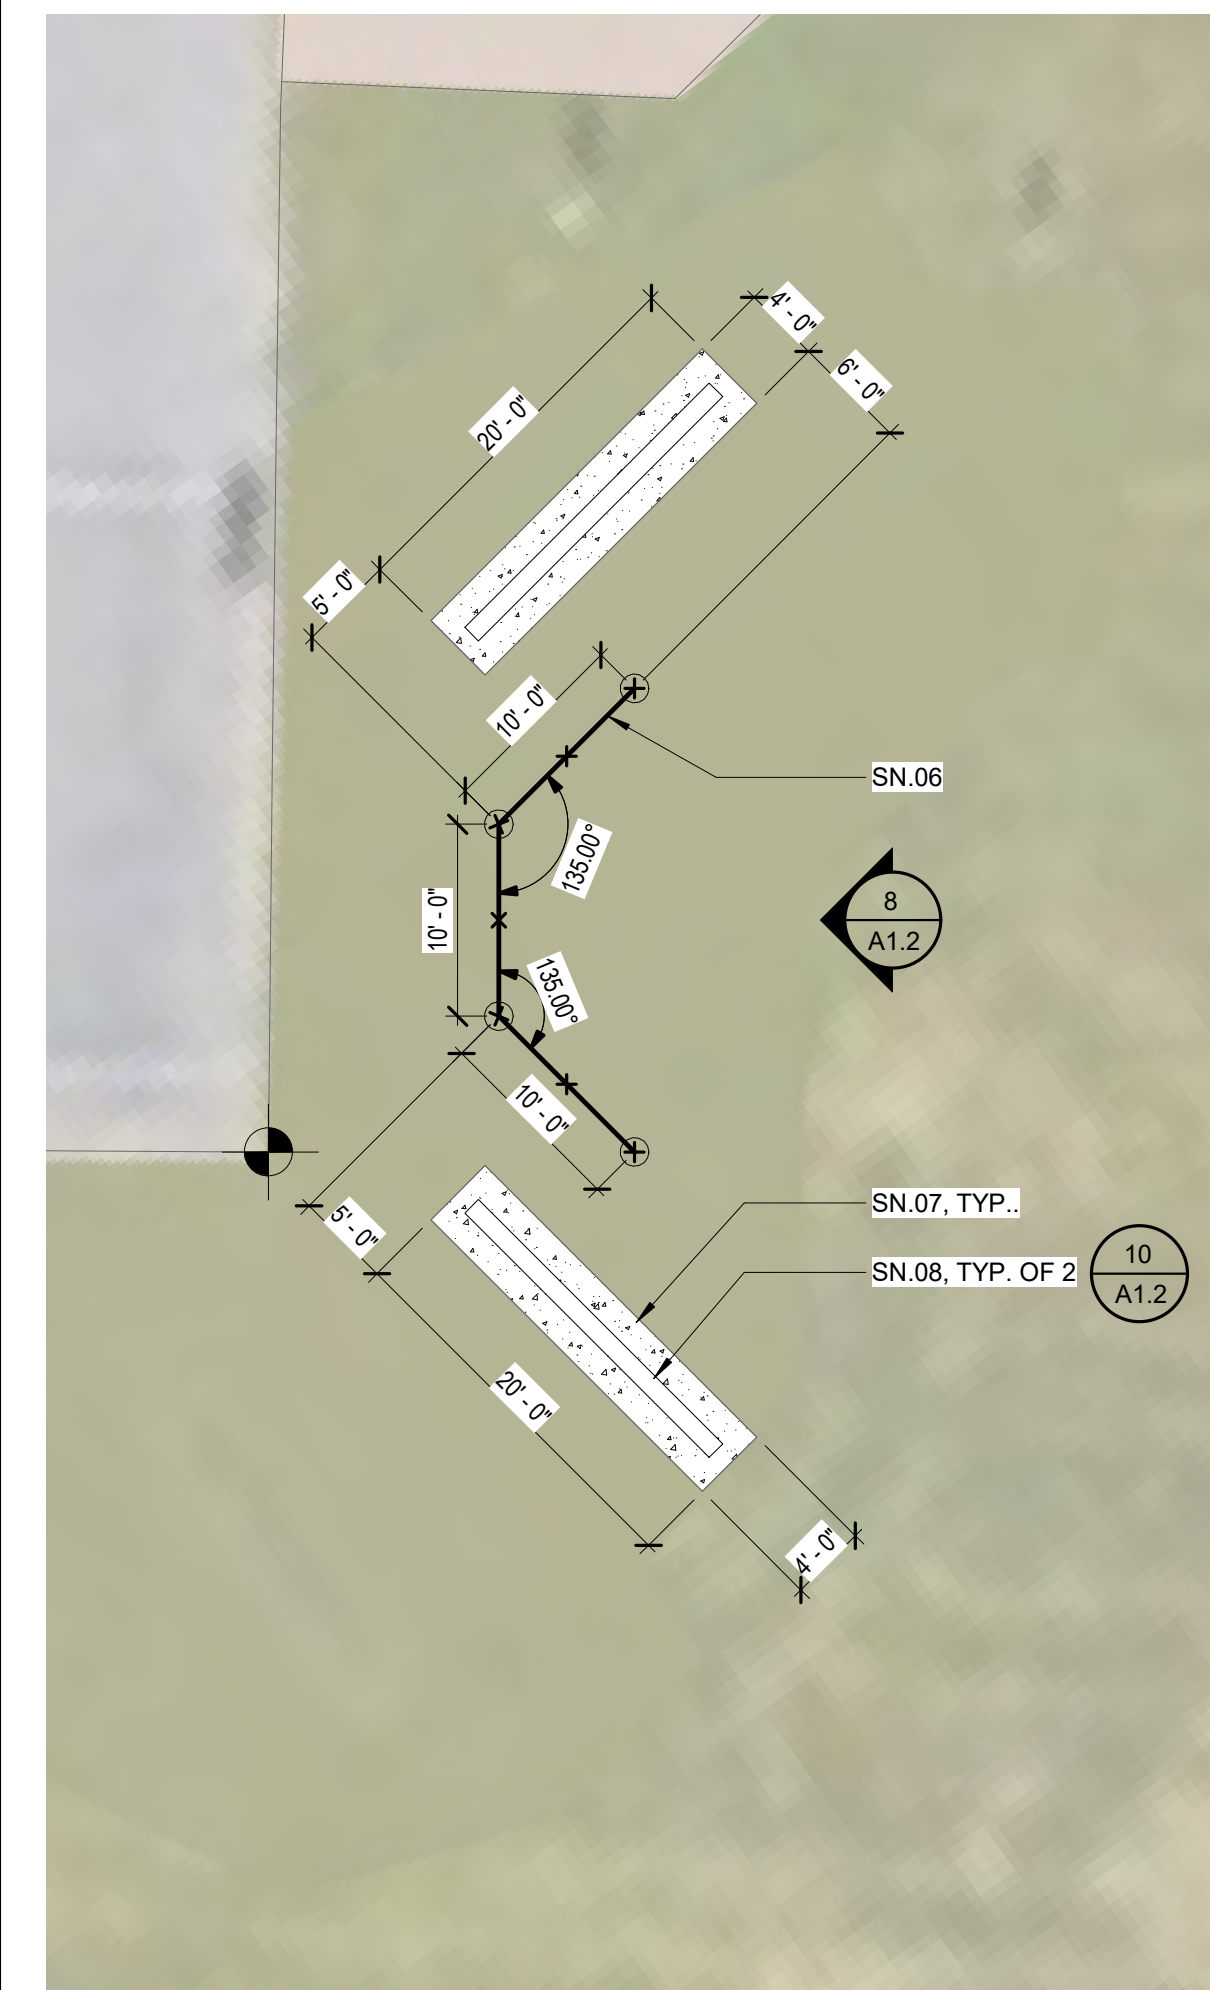 4' - 0"
6' - 0"
20' - 0"
5' - 0"
10' - 0"
SN.06
135.00°
10' - 0"
8
A1.2
135.00°
10' - 0"
SN.07, TYP..
5' - 0"
SN.08, TYP. OF 2
10
A1.2
20' - 0"
4' - 0"